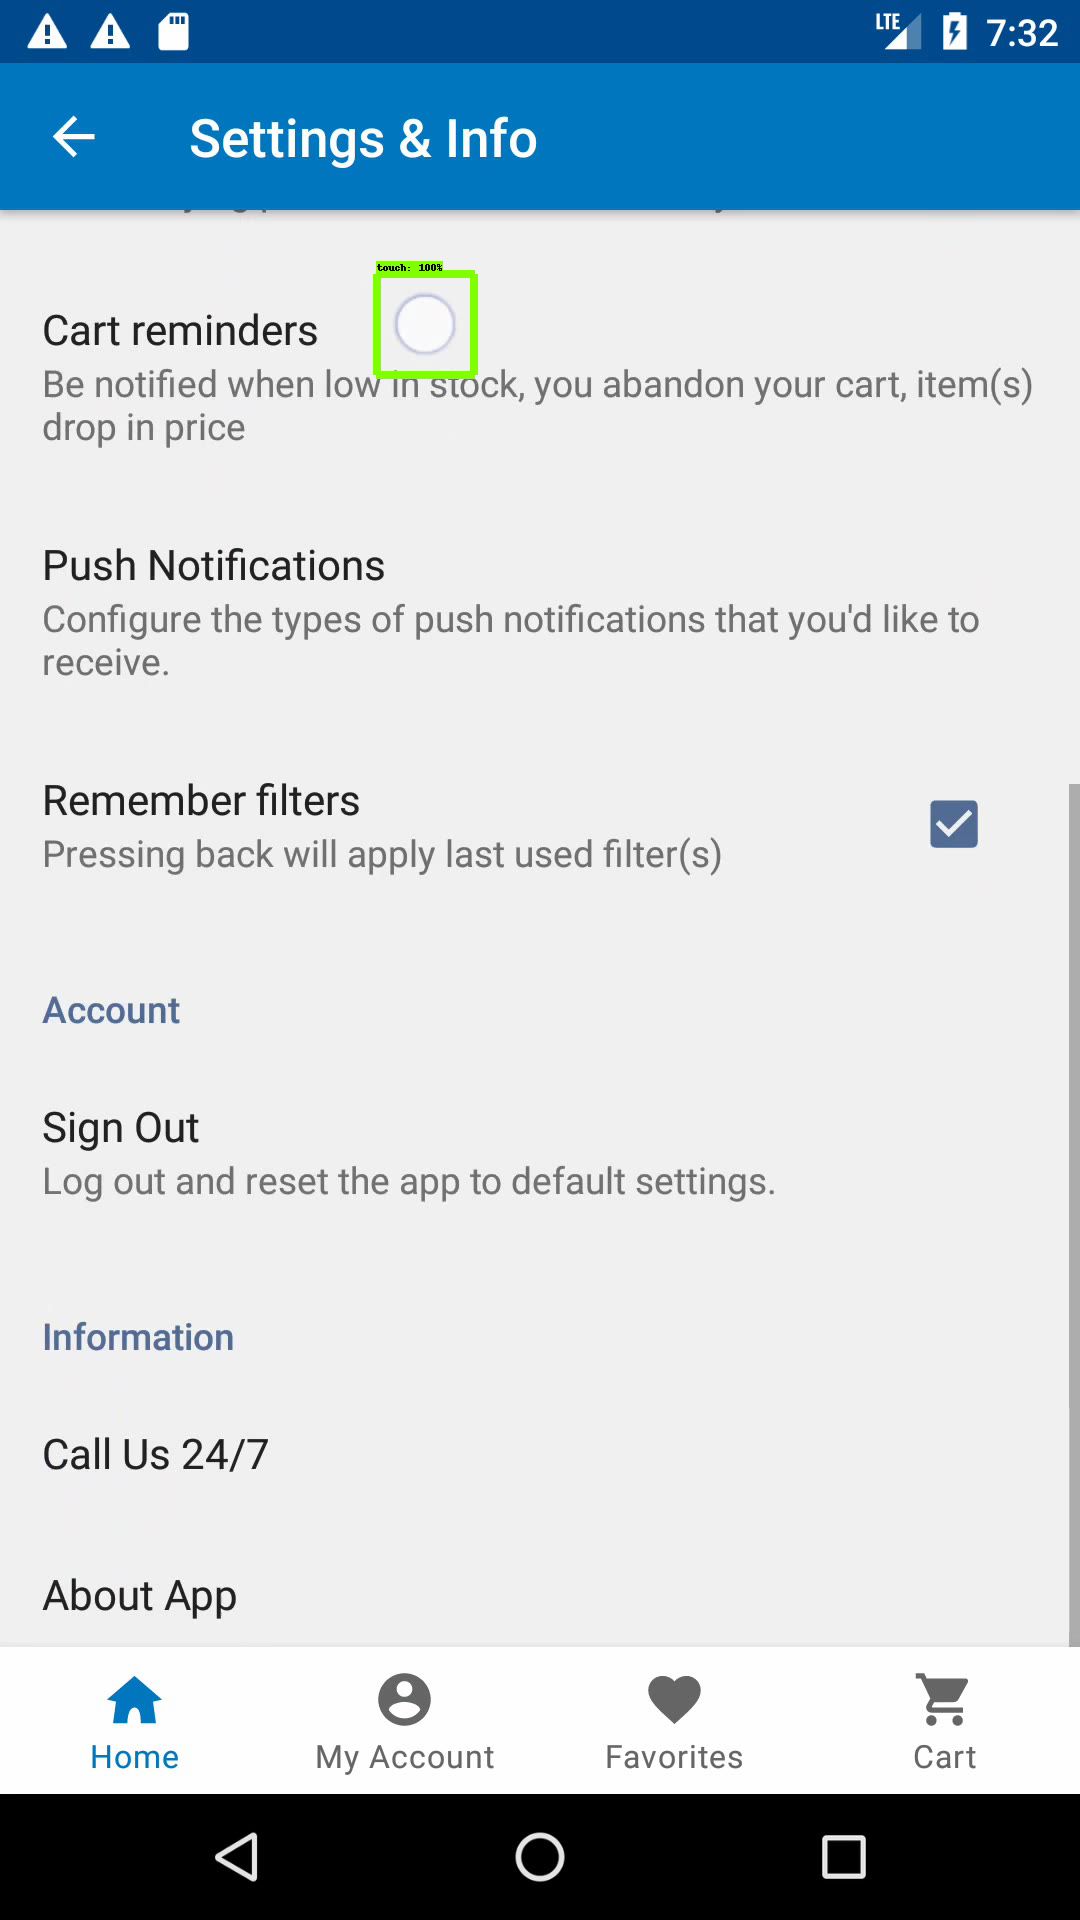 LTE 7:32
Settings & Info
touch: 100%
Cart reminders
Be notified when low in stock, you abandon your cart, item(s)
drop in price
Push Notifications
Configure the types of push notifications that you'd like to
receive.
Remember filters
Pressing back will apply last used filter(s)
Account
Sign Out
Log out and reset the app to default settings.
Information
Call Us 24/7
About App
Home My Account Favorites Cart